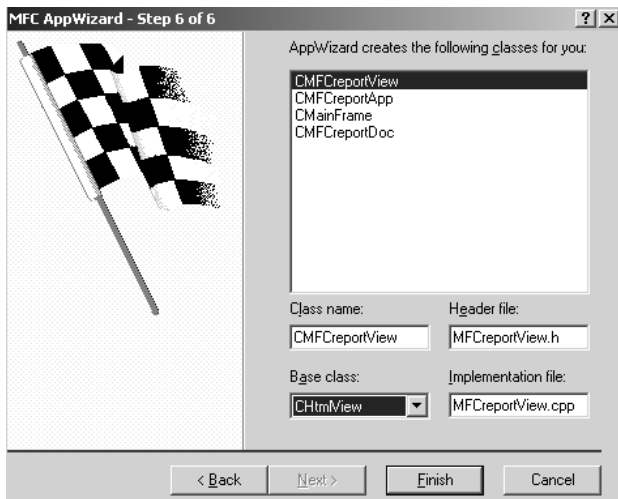 MFC AppWizard - Step 6 of 6
AppWizard creates the following classes for you:
CMFCreportView
CMFCreportApp
CMainFrame
CMFCreportDoc
Class name:
Header file:
CMFCreportView
MFCreportView.h
Base class:
Implementation file:
CHtmlView
MFCreportView.cpp
< Back
Next >
Finish
Cancel